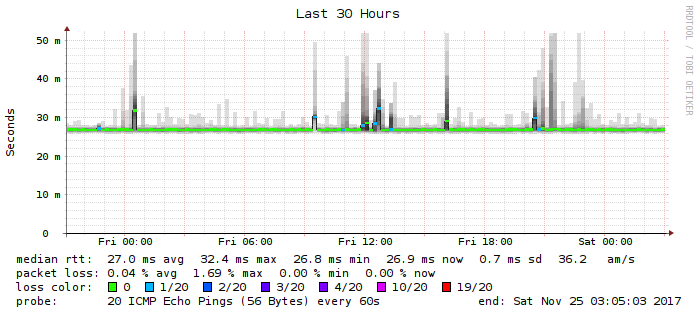 Last 30 Hours
RRDTOOL / TOBI OETIKER
Seconds
50 m
40 m
30 m
20 m
10 m
0
Fri 00:00 Fri 06:00 Fri 12:00 Fri 18:00 Sat 00:00
median rtt: 27.0 ms avg 32.4 ms max 26.8 ms min 26.9 ms now 0.7 ms sd 36.2 am/s
packet loss: 0.04 % avg 1.69 % max 0.00 % min 0.00 % now
loss color: 0 1/20 2/20 3/20 4/20 10/20 19/20
probe: 20 ICMP Echo Pings (56 Bytes) every 60s end: Sat Nov 25 03:05:03 2017